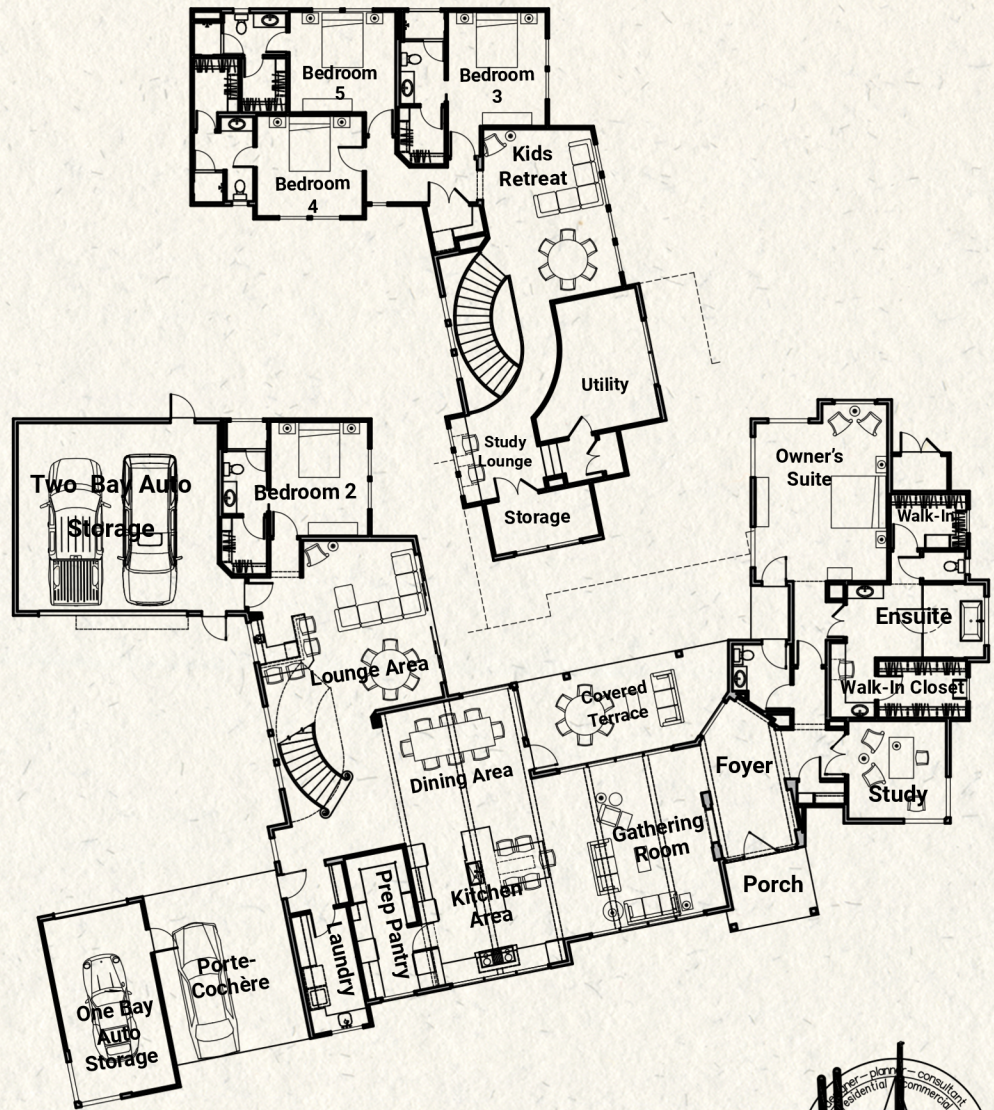 Bedroom
5
Bedroom
3
Bedroom
4
Kids
Retreat
Utility
Study
Lounge
Storage
Two Bay Auto
Storage
Bedroom 2
Lounge Area
Owner's
Suite
Walk-In
Ensuite
Walk-In Closet
Covered
Terrace
Dining Area
Foyer
Study
Gathering
Room
Kitchen
Area
Porch
Prep Pantry
Laundry
Porte-
Cochère
One Bay
Auto
Storage
designer – planner – consultant
residential commercial